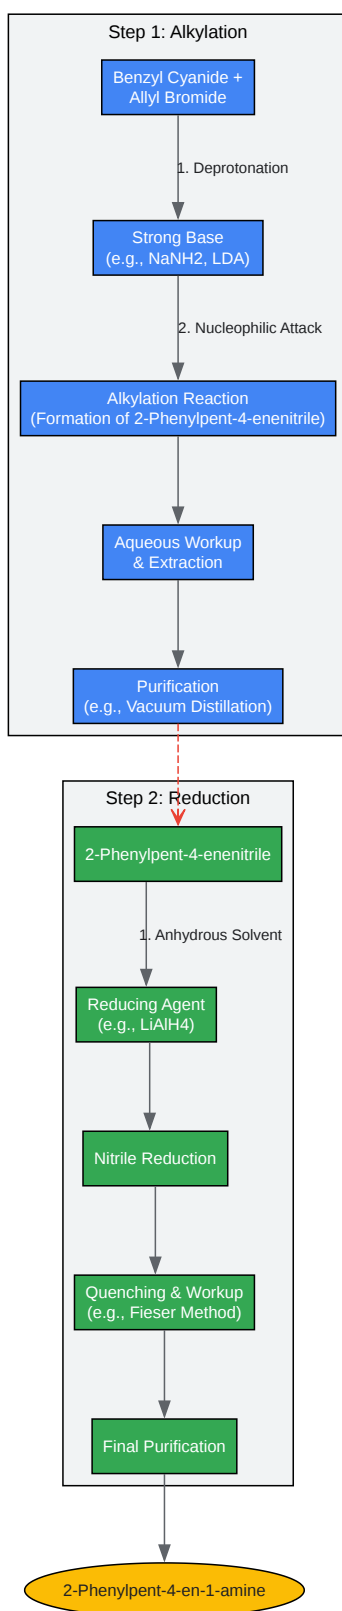 Step 1: Alkylation
Benzyl Cyanide +
Allyl Bromide
1. Deprotonation
Strong Base
(e.g., NaNH2, LDA)
2. Nucleophilic Attack
Alkylation Reaction
(Formation of 2-Phenylpent-4-enenitrile)
Aqueous Workup
& Extraction
Purification
(e.g., Vacuum Distillation)
Step 2: Reduction
2-Phenylpent-4-enenitrile
1. Anhydrous Solvent
Reducing Agent
(e.g., LiAlH4)
Nitrile Reduction
Quenching & Workup
(e.g., Fieser Method)
Final Purification
2-Phenylpent-4-en-1-amine